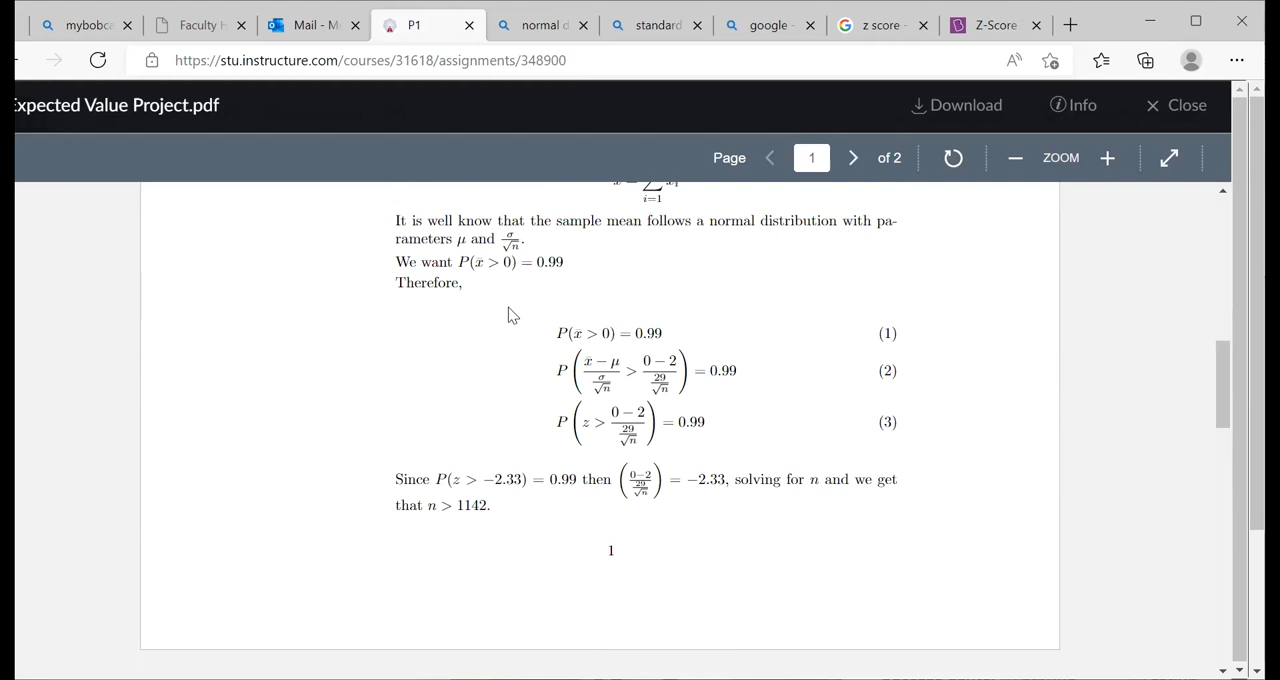 mybobca
Faculty H
Mail - M
P1
normal d
standard
google -
z score -
Z-Score
https://stu.instructure.com/courses/31618/assignments/348900
Expected Value Project.pdf
Download
Info
Close
Page
1
of 2
ZOOM
i=1
It is well know that the sample mean follows a normal distribution with pa-
rameters μ and σ/√n.
We want P(x̄ > 0) = 0.99
Therefore,
P(x̄ > 0) = 0.99 (1)
P((x̄ − μ)/(σ/√n) > (0 − 2)/(29/√n)) = 0.99 (2)
P(z > (0 − 2)/(29/√n)) = 0.99 (3)
Since P(z > −2.33) = 0.99 then ((0−2)/(29/√n)) = −2.33, solving for n and we get
that n > 1142.
1